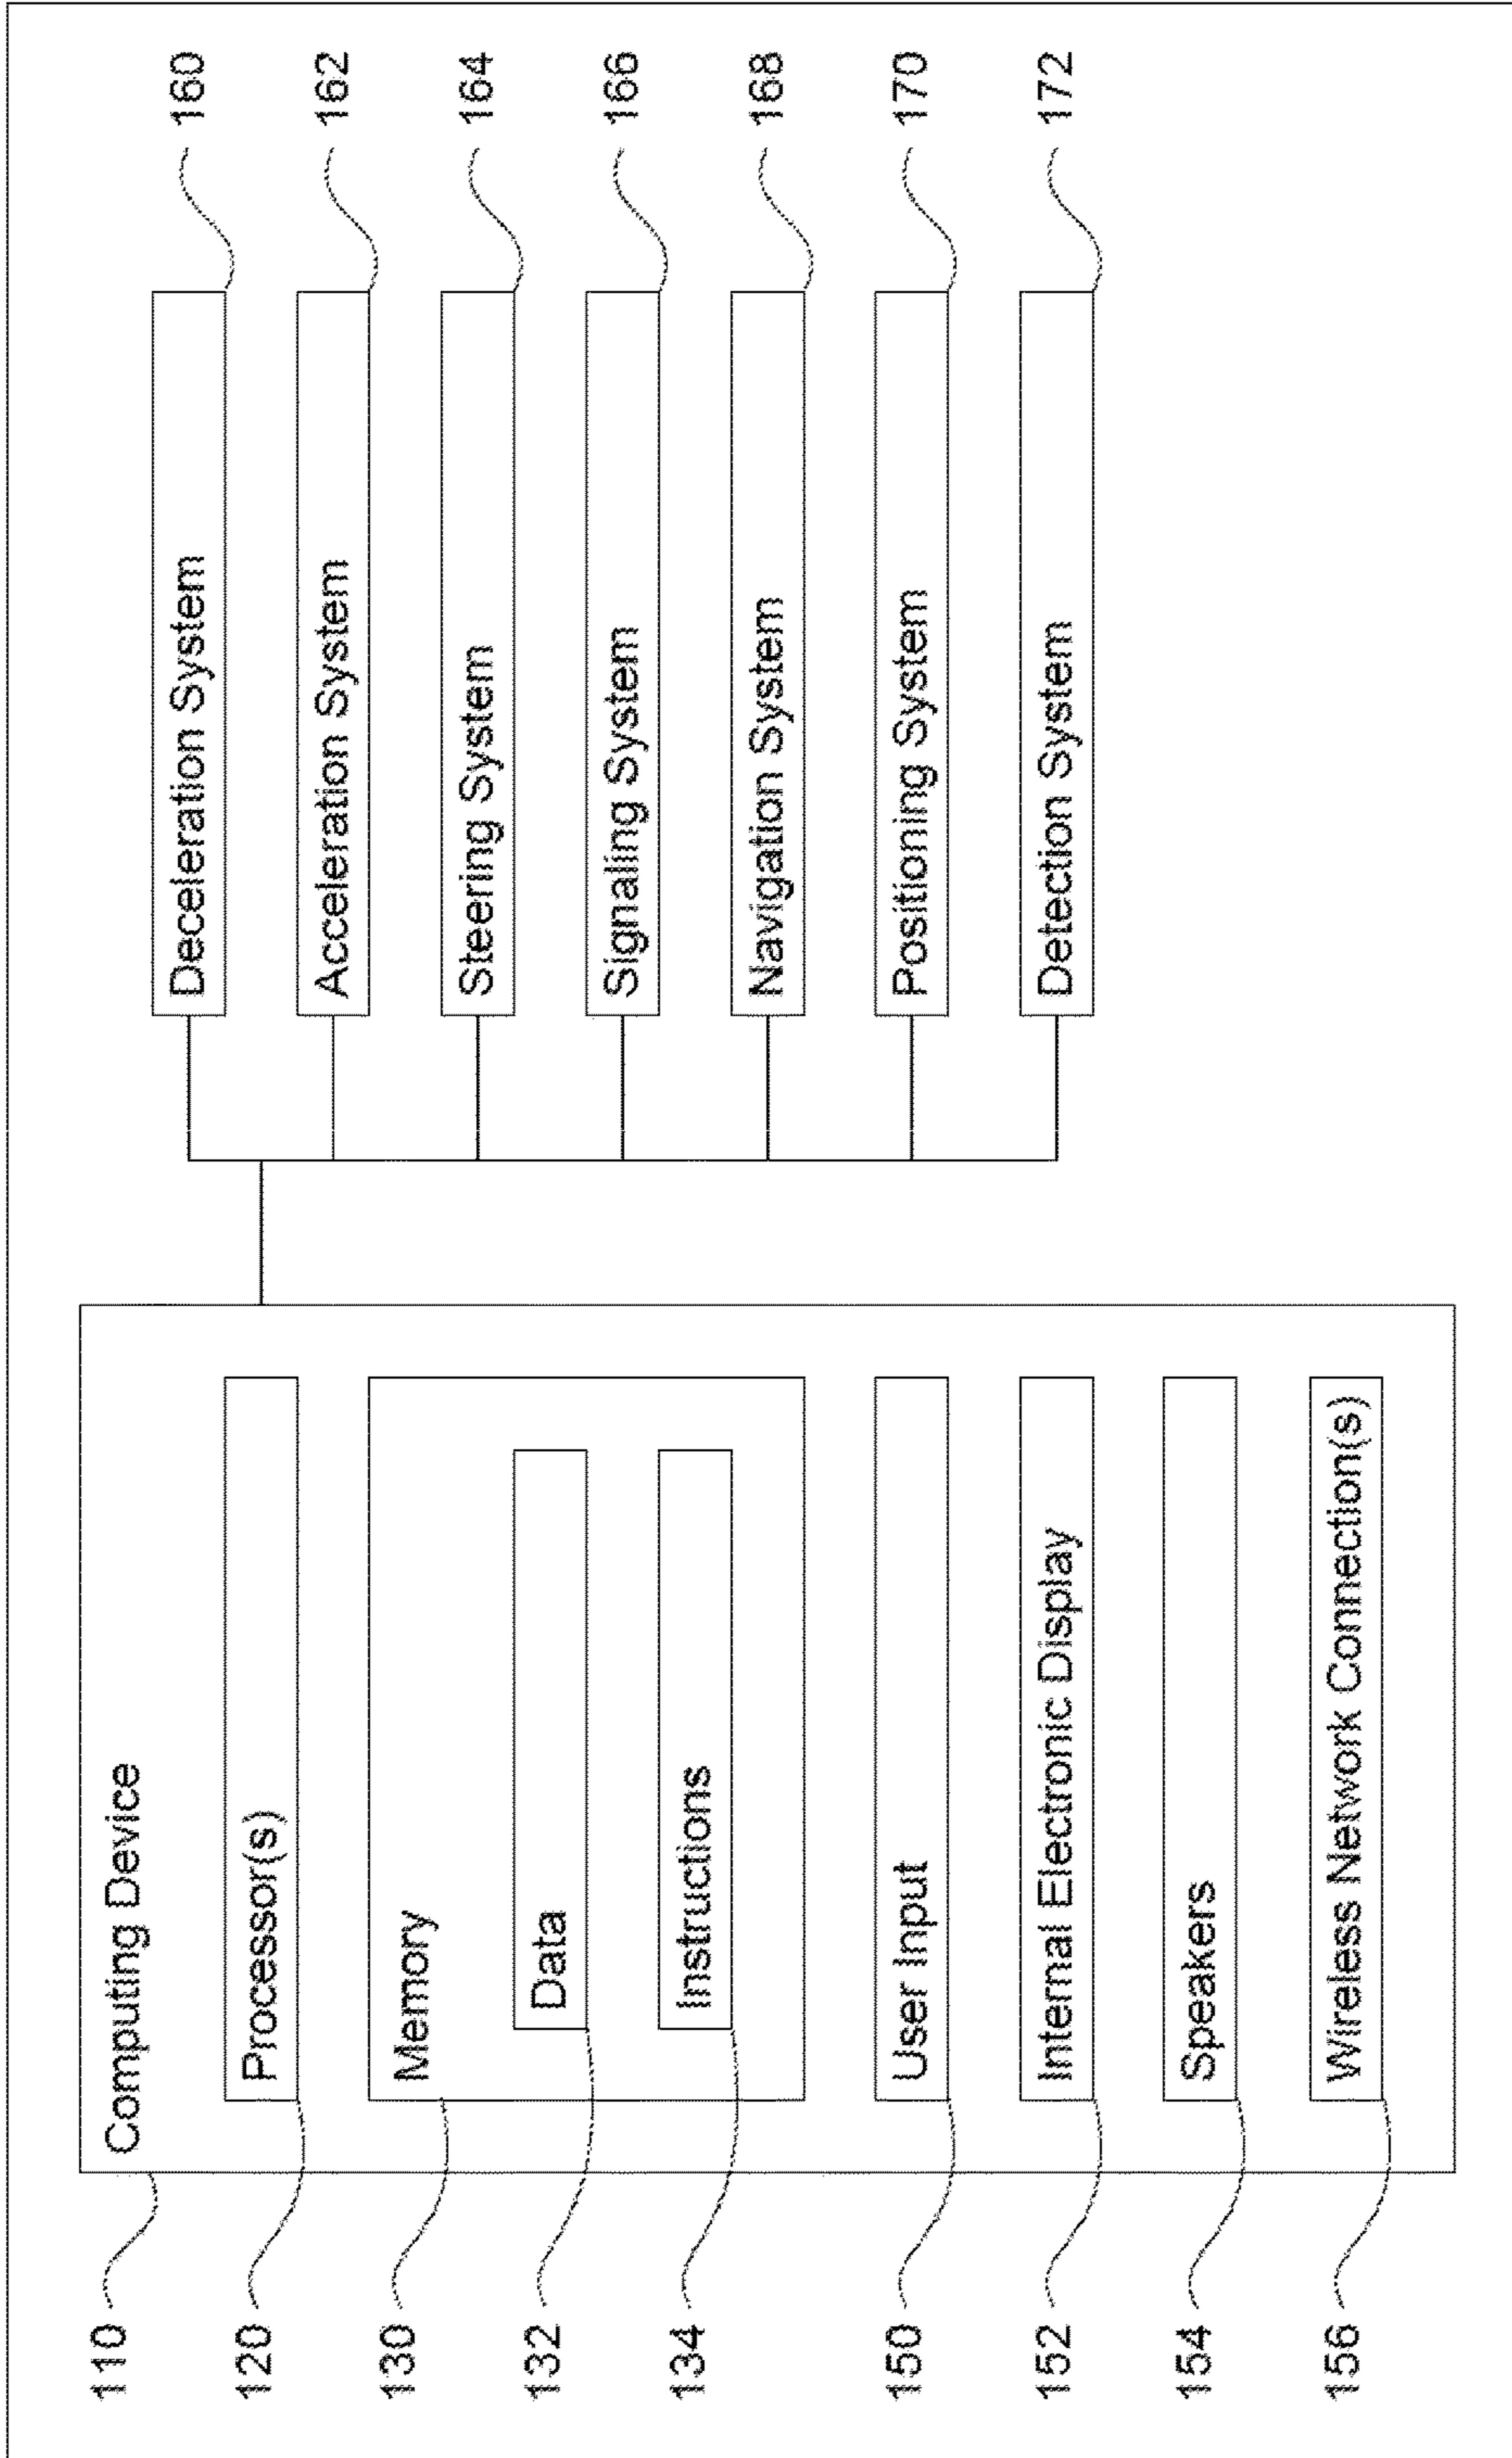 110 Computing Device
120 Processor(s)
130 Memory
132 Data
134 Instructions
150 User Input
152 Internal Electronic Display
154 Speakers
156 Wireless Network Connection(s)
Deceleration System 160
Acceleration System 162
Steering System 164
Signaling System 166
Navigation System 168
Positioning System 170
Detection System 172